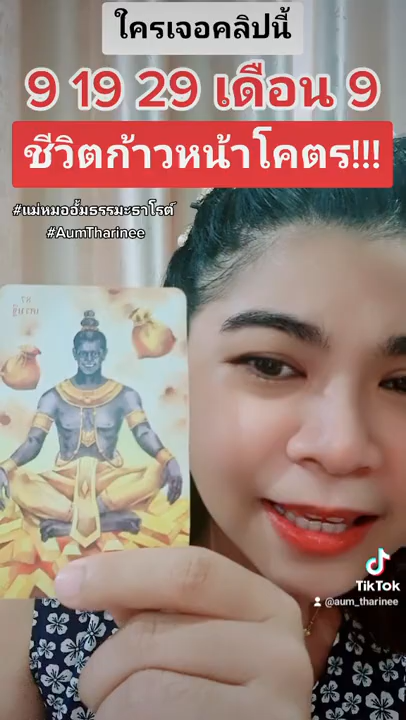 ใครเจอคลิปนี้
9 19 29 เดือน 9
ชีวิตก้าวหน้าโคตร!!!
#แม่หมออั้มธรรมะธาโรต์
#AumTharinee
TikTok
@aum_tharinee